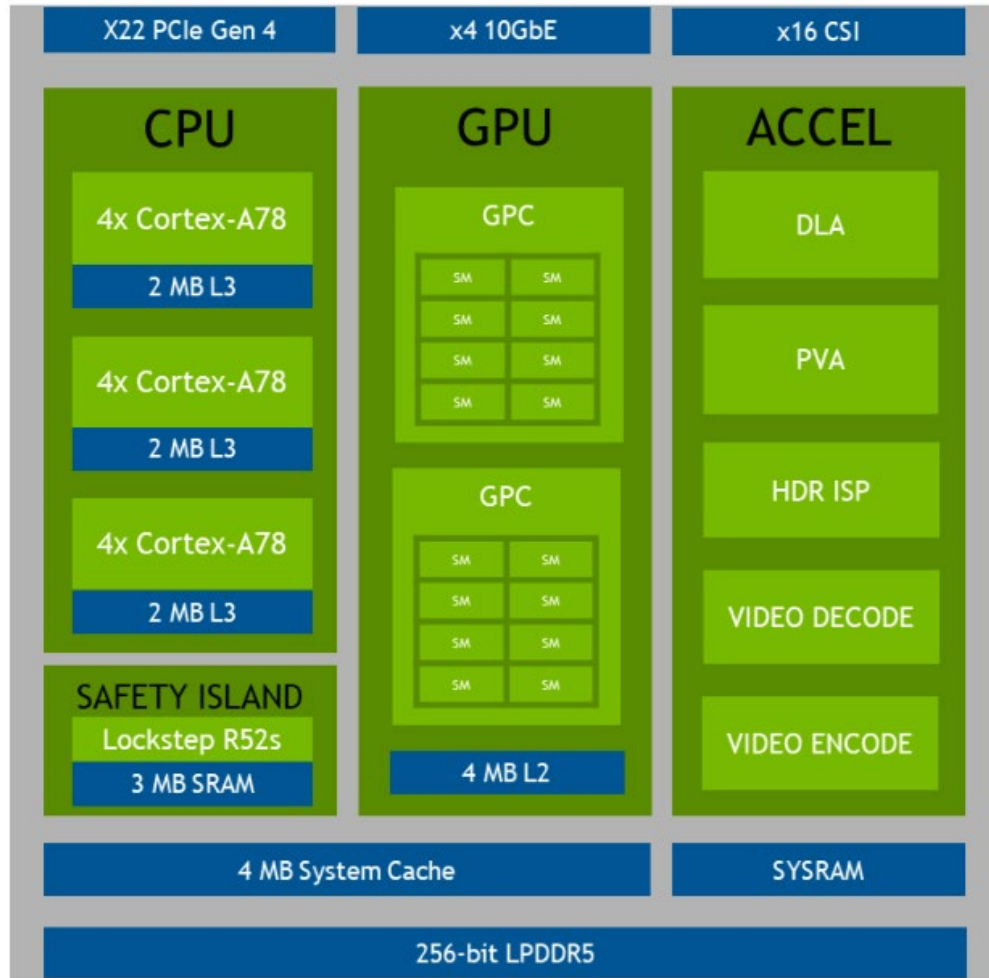 X22 PCIe Gen 4
x4 10GbE
x16 CSI
CPU
4x Cortex-A78
2 MB L3
4x Cortex-A78
2 MB L3
4x Cortex-A78
2 MB L3
SAFETY ISLAND
Lockstep R52s
3 MB SRAM
GPU
GPC
SM SM
SM SM
SM SM
SM SM
GPC
SM SM
SM SM
SM SM
SM SM
4 MB L2
ACCEL
DLA
PVA
HDR ISP
VIDEO DECODE
VIDEO ENCODE
4 MB System Cache
SYSRAM
256-bit LPDDR5